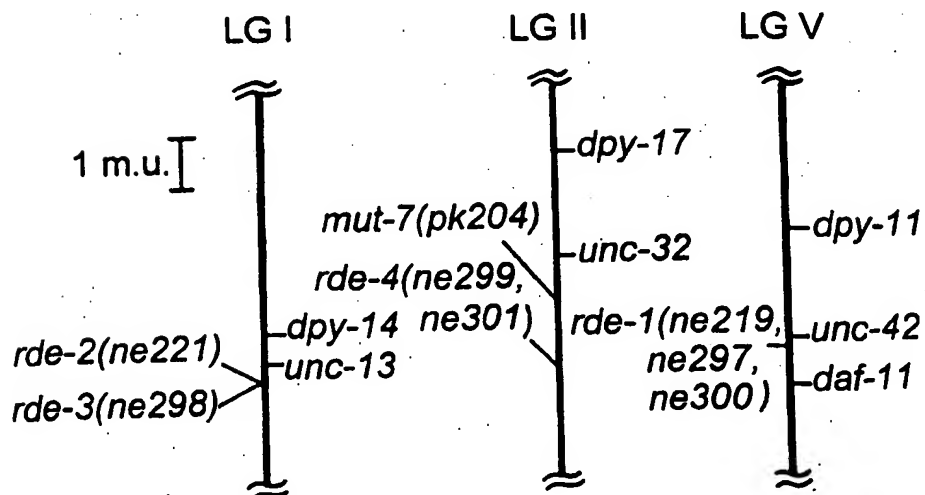 LG I
LG II
LG V
1 m.u.
dpy-17
mut-7(pk204)
dpy-11
unc-32
rde-4(ne299,
ne301)
rde-1(ne219,
ne297,
ne300)
dpy-14
unc-42
rde-2(ne221)
unc-13
daf-11
rde-3(ne298)